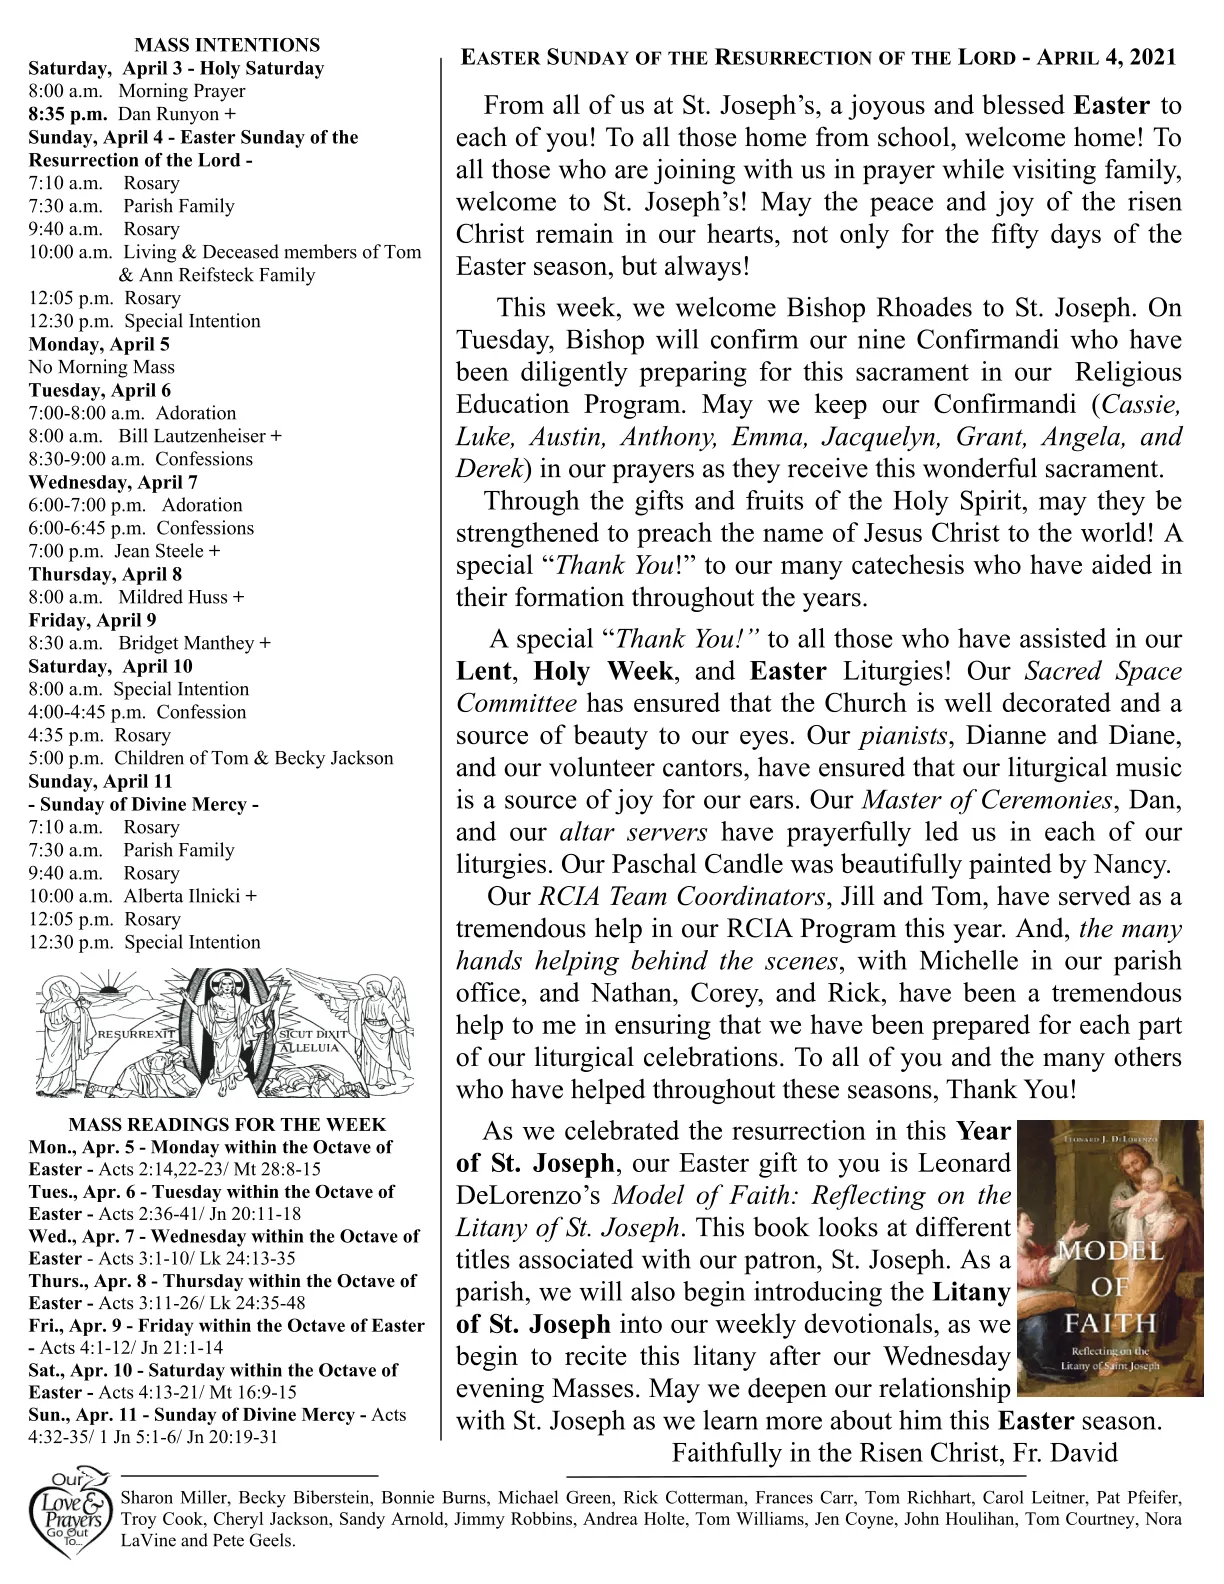 MASS INTENTIONS
Saturday,  April 3 - Holy Saturday
8:00 a.m.   Morning Prayer
8:35 p.m.  Dan Runyon +
Sunday, April 4 - Easter Sunday of the
Resurrection of the Lord -
7:10 a.m.    Rosary
7:30 a.m.    Parish Family
9:40 a.m.    Rosary
10:00 a.m.  Living & Deceased members of Tom
& Ann Reifsteck Family
12:05 p.m.  Rosary
12:30 p.m.  Special Intention
Monday, April 5
No Morning Mass
Tuesday, April 6
7:00-8:00 a.m.  Adoration
8:00 a.m.   Bill Lautzenheiser +
8:30-9:00 a.m.  Confessions
Wednesday, April 7
6:00-7:00 p.m.   Adoration
6:00-6:45 p.m.  Confessions
7:00 p.m.  Jean Steele +
Thursday, April 8
8:00 a.m.   Mildred Huss +
Friday, April 9
8:30 a.m.   Bridget Manthey +
Saturday,  April 10
8:00 a.m.  Special Intention
4:00-4:45 p.m.  Confession
4:35 p.m.  Rosary
5:00 p.m.  Children of Tom & Becky Jackson
Sunday, April 11
- Sunday of Divine Mercy -
7:10 a.m.    Rosary
7:30 a.m.    Parish Family
9:40 a.m.    Rosary
10:00 a.m.  Alberta Ilnicki +
12:05 p.m.  Rosary
12:30 p.m.  Special Intention
RESURREXIT
SICUT DIXIT
ALLELUIA
MASS READINGS FOR THE WEEK
Mon., Apr. 5 - Monday within the Octave of
Easter - Acts 2:14,22-23/ Mt 28:8-15
Tues., Apr. 6 - Tuesday within the Octave of
Easter - Acts 2:36-41/ Jn 20:11-18
Wed., Apr. 7 - Wednesday within the Octave of
Easter - Acts 3:1-10/ Lk 24:13-35
Thurs., Apr. 8 - Thursday within the Octave of
Easter - Acts 3:11-26/ Lk 24:35-48
Fri., Apr. 9 - Friday within the Octave of Easter
- Acts 4:1-12/ Jn 21:1-14
Sat., Apr. 10 - Saturday within the Octave of
Easter - Acts 4:13-21/ Mt 16:9-15
Sun., Apr. 11 - Sunday of Divine Mercy - Acts
4:32-35/ 1 Jn 5:1-6/ Jn 20:19-31
EASTER SUNDAY OF THE RESURRECTION OF THE LORD - APRIL 4, 2021
From all of us at St. Joseph's, a joyous and blessed Easter to
each of you! To all those home from school, welcome home! To
all those who are joining with us in prayer while visiting family,
welcome to St. Joseph's! May the peace and joy of the risen
Christ remain in our hearts, not only for the fifty days of the
Easter season, but always!
This week, we welcome Bishop Rhoades to St. Joseph. On
Tuesday, Bishop will confirm our nine Confirmandi who have
been diligently preparing for this sacrament in our  Religious
Education Program. May we keep our Confirmandi (Cassie,
Luke, Austin, Anthony, Emma, Jacquelyn, Grant, Angela, and
Derek) in our prayers as they receive this wonderful sacrament.
Through the gifts and fruits of the Holy Spirit, may they be
strengthened to preach the name of Jesus Christ to the world! A
special “Thank You!” to our many catechesis who have aided in
their formation throughout the years.
A special “Thank You!” to all those who have assisted in our
Lent, Holy Week, and Easter Liturgies! Our Sacred Space
Committee has ensured that the Church is well decorated and a
source of beauty to our eyes. Our pianists, Dianne and Diane,
and our volunteer cantors, have ensured that our liturgical music
is a source of joy for our ears. Our Master of Ceremonies, Dan,
and our altar servers have prayerfully led us in each of our
liturgies. Our Paschal Candle was beautifully painted by Nancy.
Our RCIA Team Coordinators, Jill and Tom, have served as a
tremendous help in our RCIA Program this year. And, the many
hands helping behind the scenes, with Michelle in our parish
office, and Nathan, Corey, and Rick, have been a tremendous
help to me in ensuring that we have been prepared for each part
of our liturgical celebrations. To all of you and the many others
who have helped throughout these seasons, Thank You!
As we celebrated the resurrection in this Year
of St. Joseph, our Easter gift to you is Leonard
DeLorenzo's Model of Faith: Reflecting on the
Litany of St. Joseph. This book looks at different
titles associated with our patron, St. Joseph. As a
parish, we will also begin introducing the Litany
of St. Joseph into our weekly devotionals, as we
begin to recite this litany after our Wednesday
evening Masses. May we deepen our relationship
with St. Joseph as we learn more about him this Easter season.
Faithfully in the Risen Christ, Fr. David
LEONARD J. DELORENZO
MODEL
OF
FAITH
Reflecting on the
Litany of Saint Joseph
Our
Love &
Prayers
Go Out
To...
Sharon Miller, Becky Biberstein, Bonnie Burns, Michael Green, Rick Cotterman, Frances Carr, Tom Richhart, Carol Leitner, Pat Pfeifer,
Troy Cook, Cheryl Jackson, Sandy Arnold, Jimmy Robbins, Andrea Holte, Tom Williams, Jen Coyne, John Houlihan, Tom Courtney, Nora
LaVine and Pete Geels.